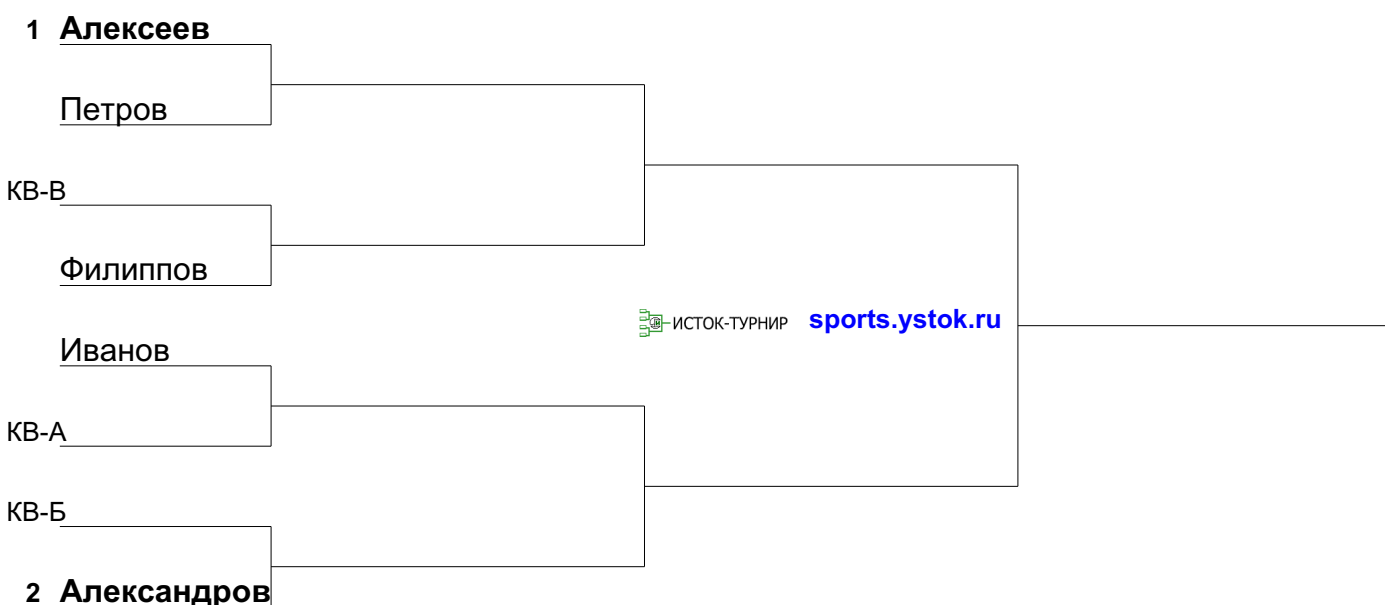 1 Алексеев
Петров
КВ-В
Филиппов
ИСТОК-ТУРНИР sports.ystok.ru
Иванов
КВ-А
КВ-Б
2 Александров